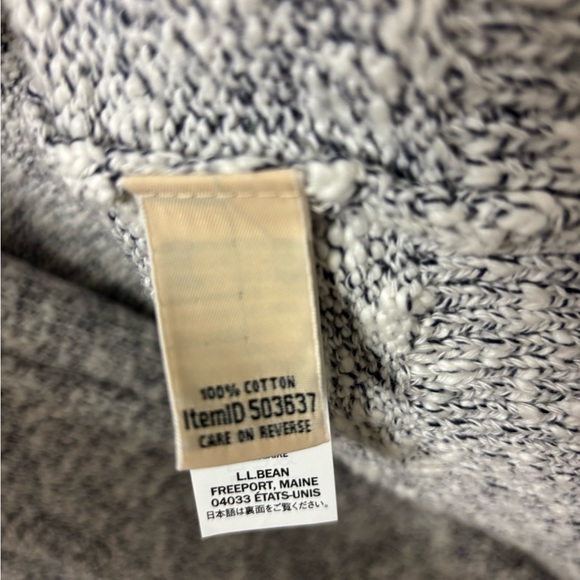 100% COTTON
ItemID 503637
CARE ON REVERSE
L.L.BEAN
FREEPORT, MAINE
04033 ÉTATS-UNIS
日本語は裏面をご覧ください。